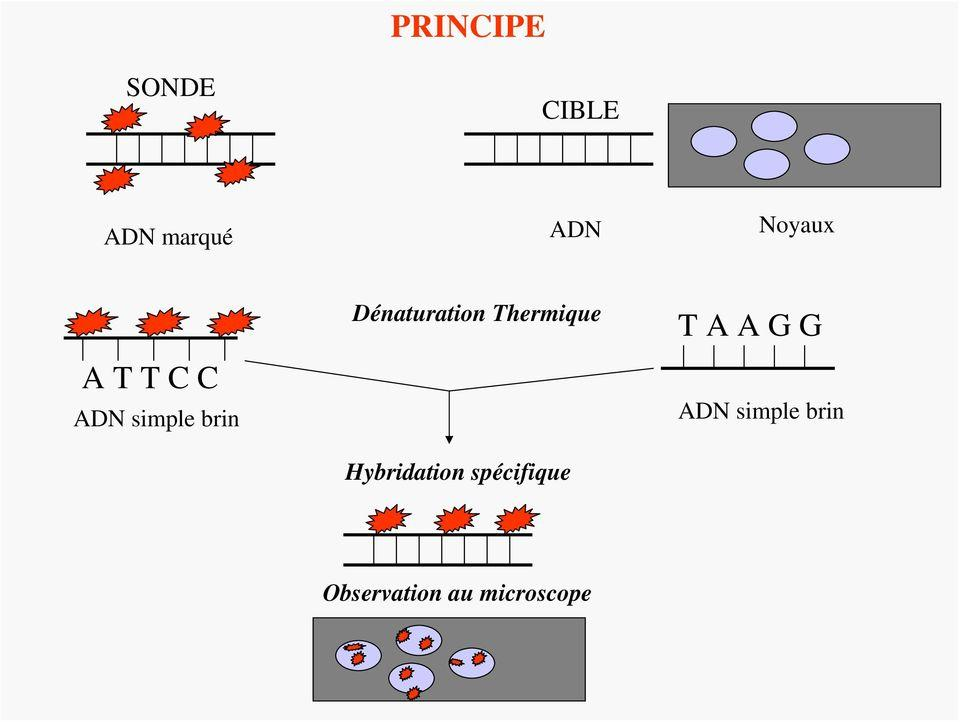 PRINCIPE
SONDE
CIBLE
ADN marqué
ADN
Noyaux
Dénaturation Thermique
T A A G G
A T T C C
ADN simple brin
ADN simple brin
Hybridation spécifique
Observation au microscope